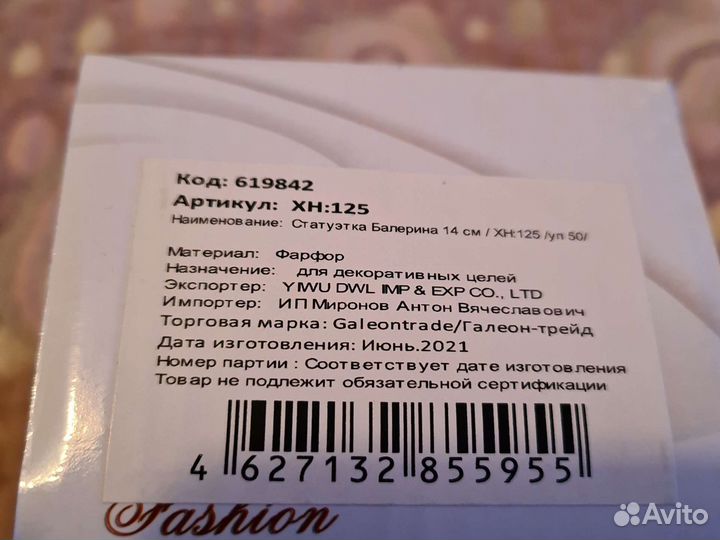 Код: 619842
Артикул: XH:125
Наименование: Статуэтка Балерина 14 см / XH:125 /уп 50/
Материал: Фарфор
Назначение: для декоративных целей
Экспортер: YIWU DWL IMP & EXP CO., LTD
Импортер: ИП Миронов Антон Вячеславович
Торговая марка: Galeontrade/Галеон-трейд
Дата изготовления: Июнь.2021
Номер партии : Соответствует дате изготовления
Товар не подлежит обязательной сертификации
4 627132 855955
Fashion
Avito